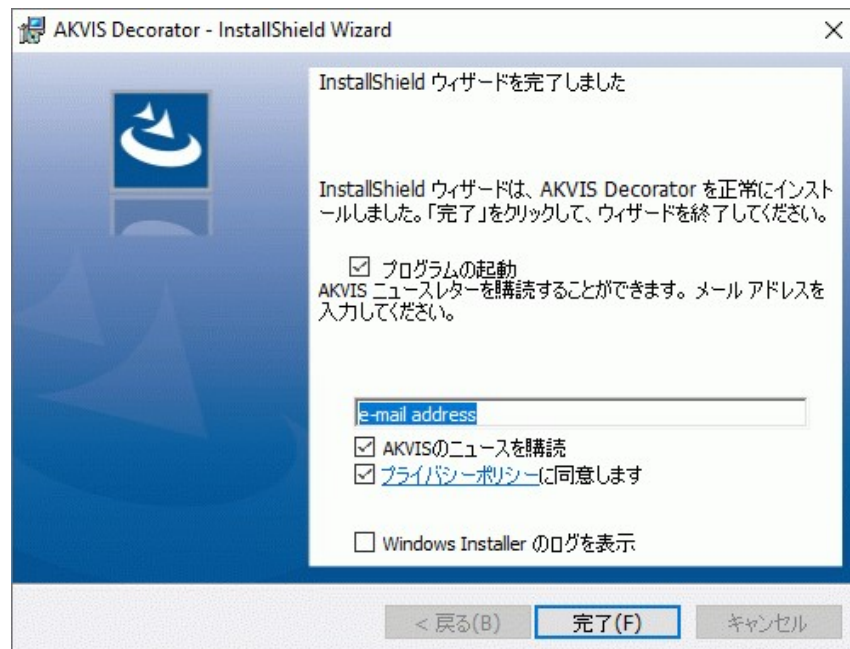 AKVIS Decorator - InstallShield Wizard
InstallShield ウィザードを完了しました
InstallShield ウィザードは、AKVIS Decorator を正常にインスト
ールしました。「完了」をクリックして、ウィザードを終了してください。
プログラムの起動
AKVIS ニュースレターを購読することができます。メール アドレスを
入力してください。
e-mail address
AKVISのニュースを購読
プライバシーポリシーに同意します
Windows Installer のログを表示
< 戻る(B) 完了(F) キャンセル